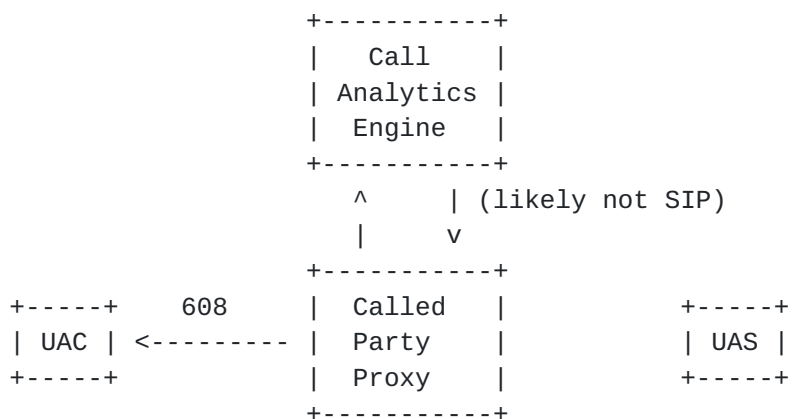 +-----------+
|   Call    |
| Analytics |
|  Engine   |
+-----------+
^     | (likely not SIP)
|     v
+-----------+
+-----+    608     |  Called   |           +-----+
| UAC | <--------- |  Party    |           | UAS |
+-----+            |  Proxy    |           +-----+
+-----------+